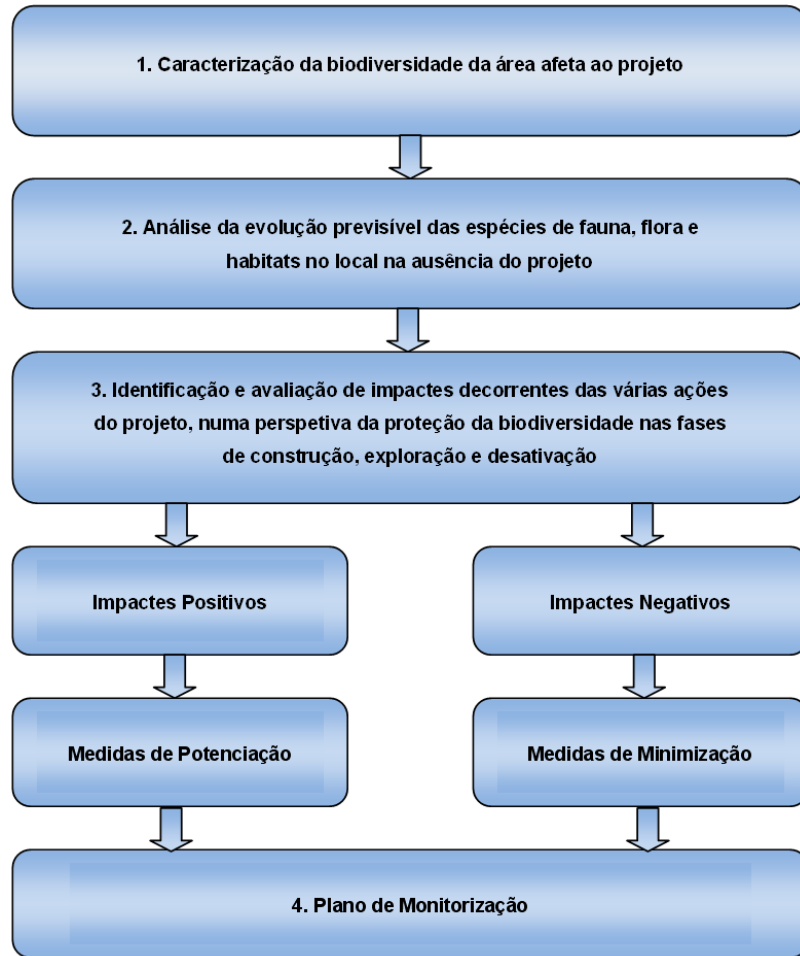 1. Caracterização da biodiversidade da área afeta ao projeto
2. Análise da evolução previsível das espécies de fauna, flora e
habitats no local na ausência do projeto
3. Identificação e avaliação de impactes decorrentes das várias ações
do projeto, numa perspetiva da proteção da biodiversidade nas fases
de construção, exploração e desativação
Impactes Positivos
Impactes Negativos
Medidas de Potenciação
Medidas de Minimização
4. Plano de Monitorização